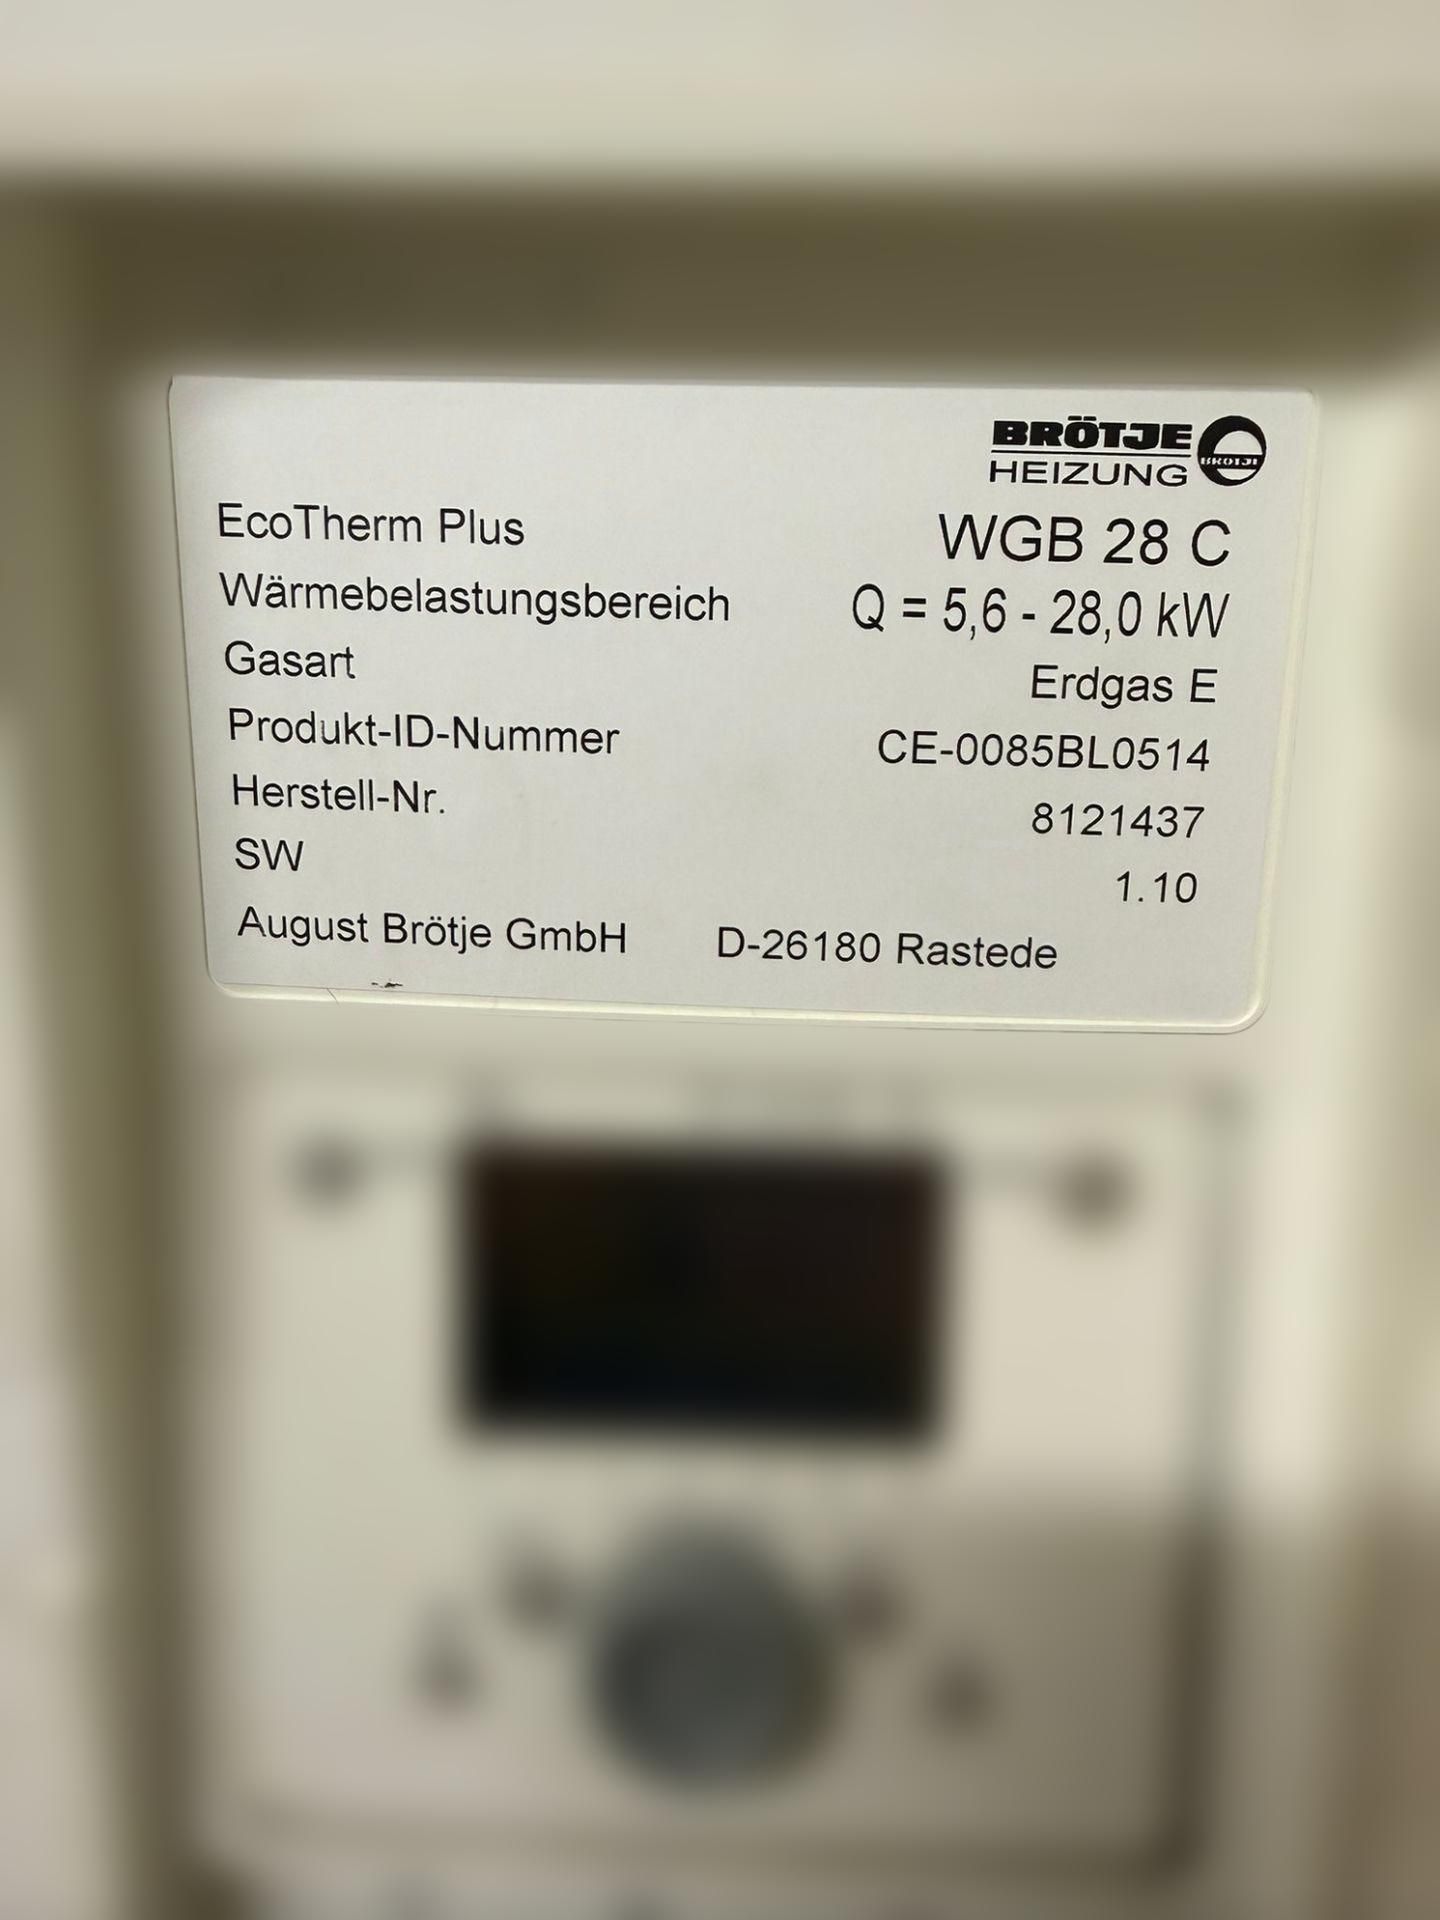 BRÖTJE
HEIZUNG
BRÖTJE
EcoTherm Plus WGB 28 C
Wärmebelastungsbereich Q = 5,6 - 28,0 kW
Gasart Erdgas E
Produkt-ID-Nummer CE-0085BL0514
Herstell-Nr. 8121437
SW 1.10
August Brötje GmbH D-26180 Rastede